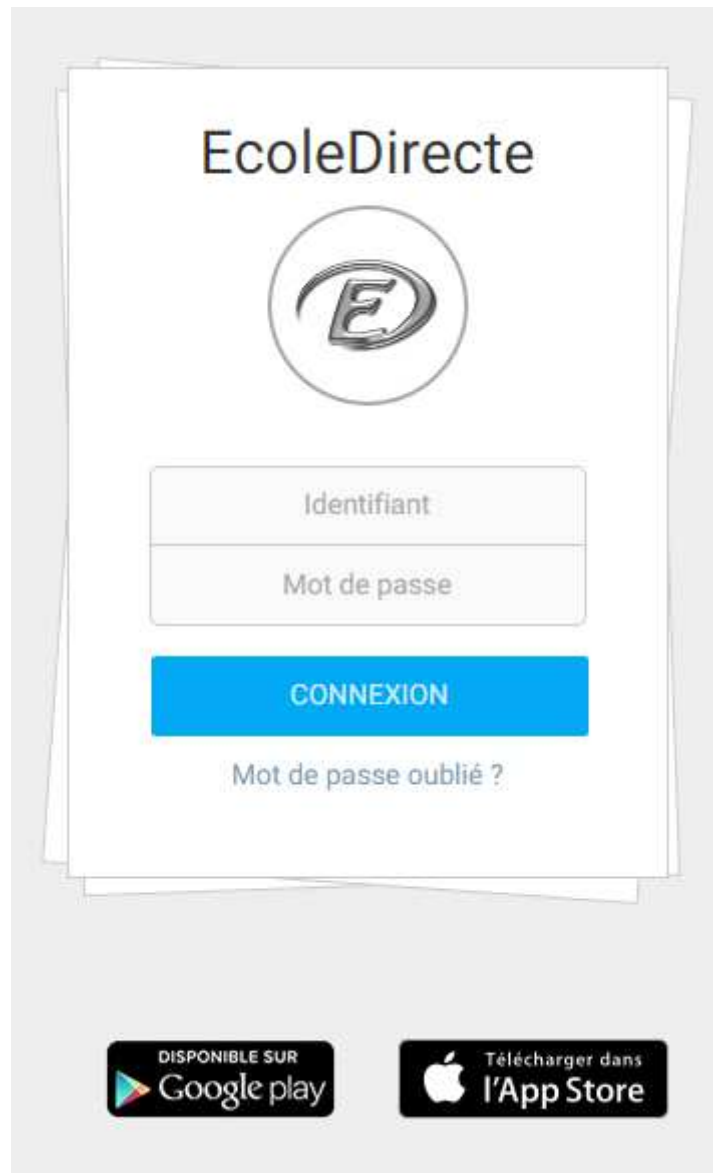 EcoleDirecte
E
Identifiant
Mot de passe
CONNEXION
Mot de passe oublié ?
DISPONIBLE SUR
Google play
Télécharger dans
l'App Store